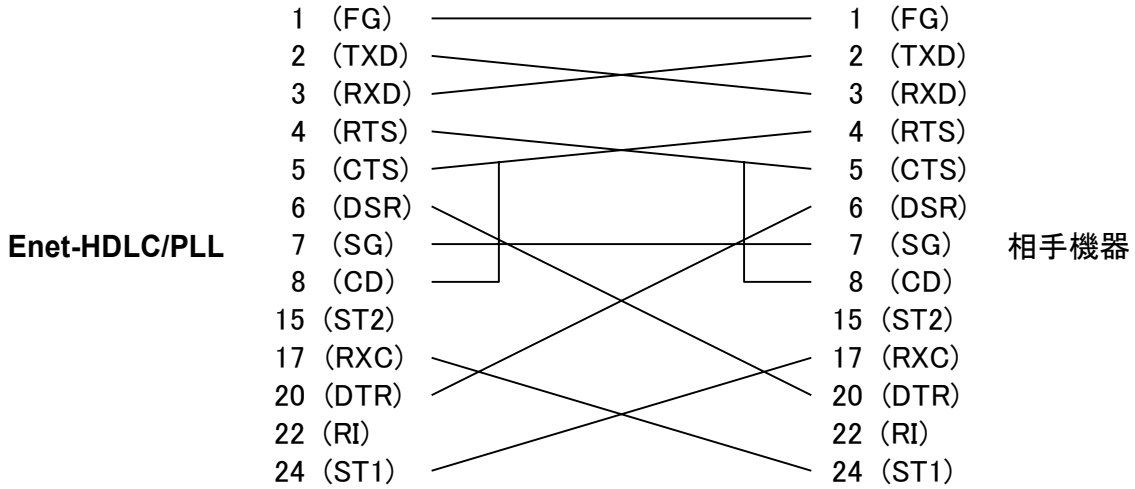 1 (FG) 1 (FG)
2 (TXD) 2 (TXD)
3 (RXD) 3 (RXD)
4 (RTS) 4 (RTS)
5 (CTS) 5 (CTS)
6 (DSR) 6 (DSR)
Enet-HDLC/PLL 7 (SG) 7 (SG) 相手機器
8 (CD) 8 (CD)
15 (ST2) 15 (ST2)
17 (RXC) 17 (RXC)
20 (DTR) 20 (DTR)
22 (RI) 22 (RI)
24 (ST1) 24 (ST1)